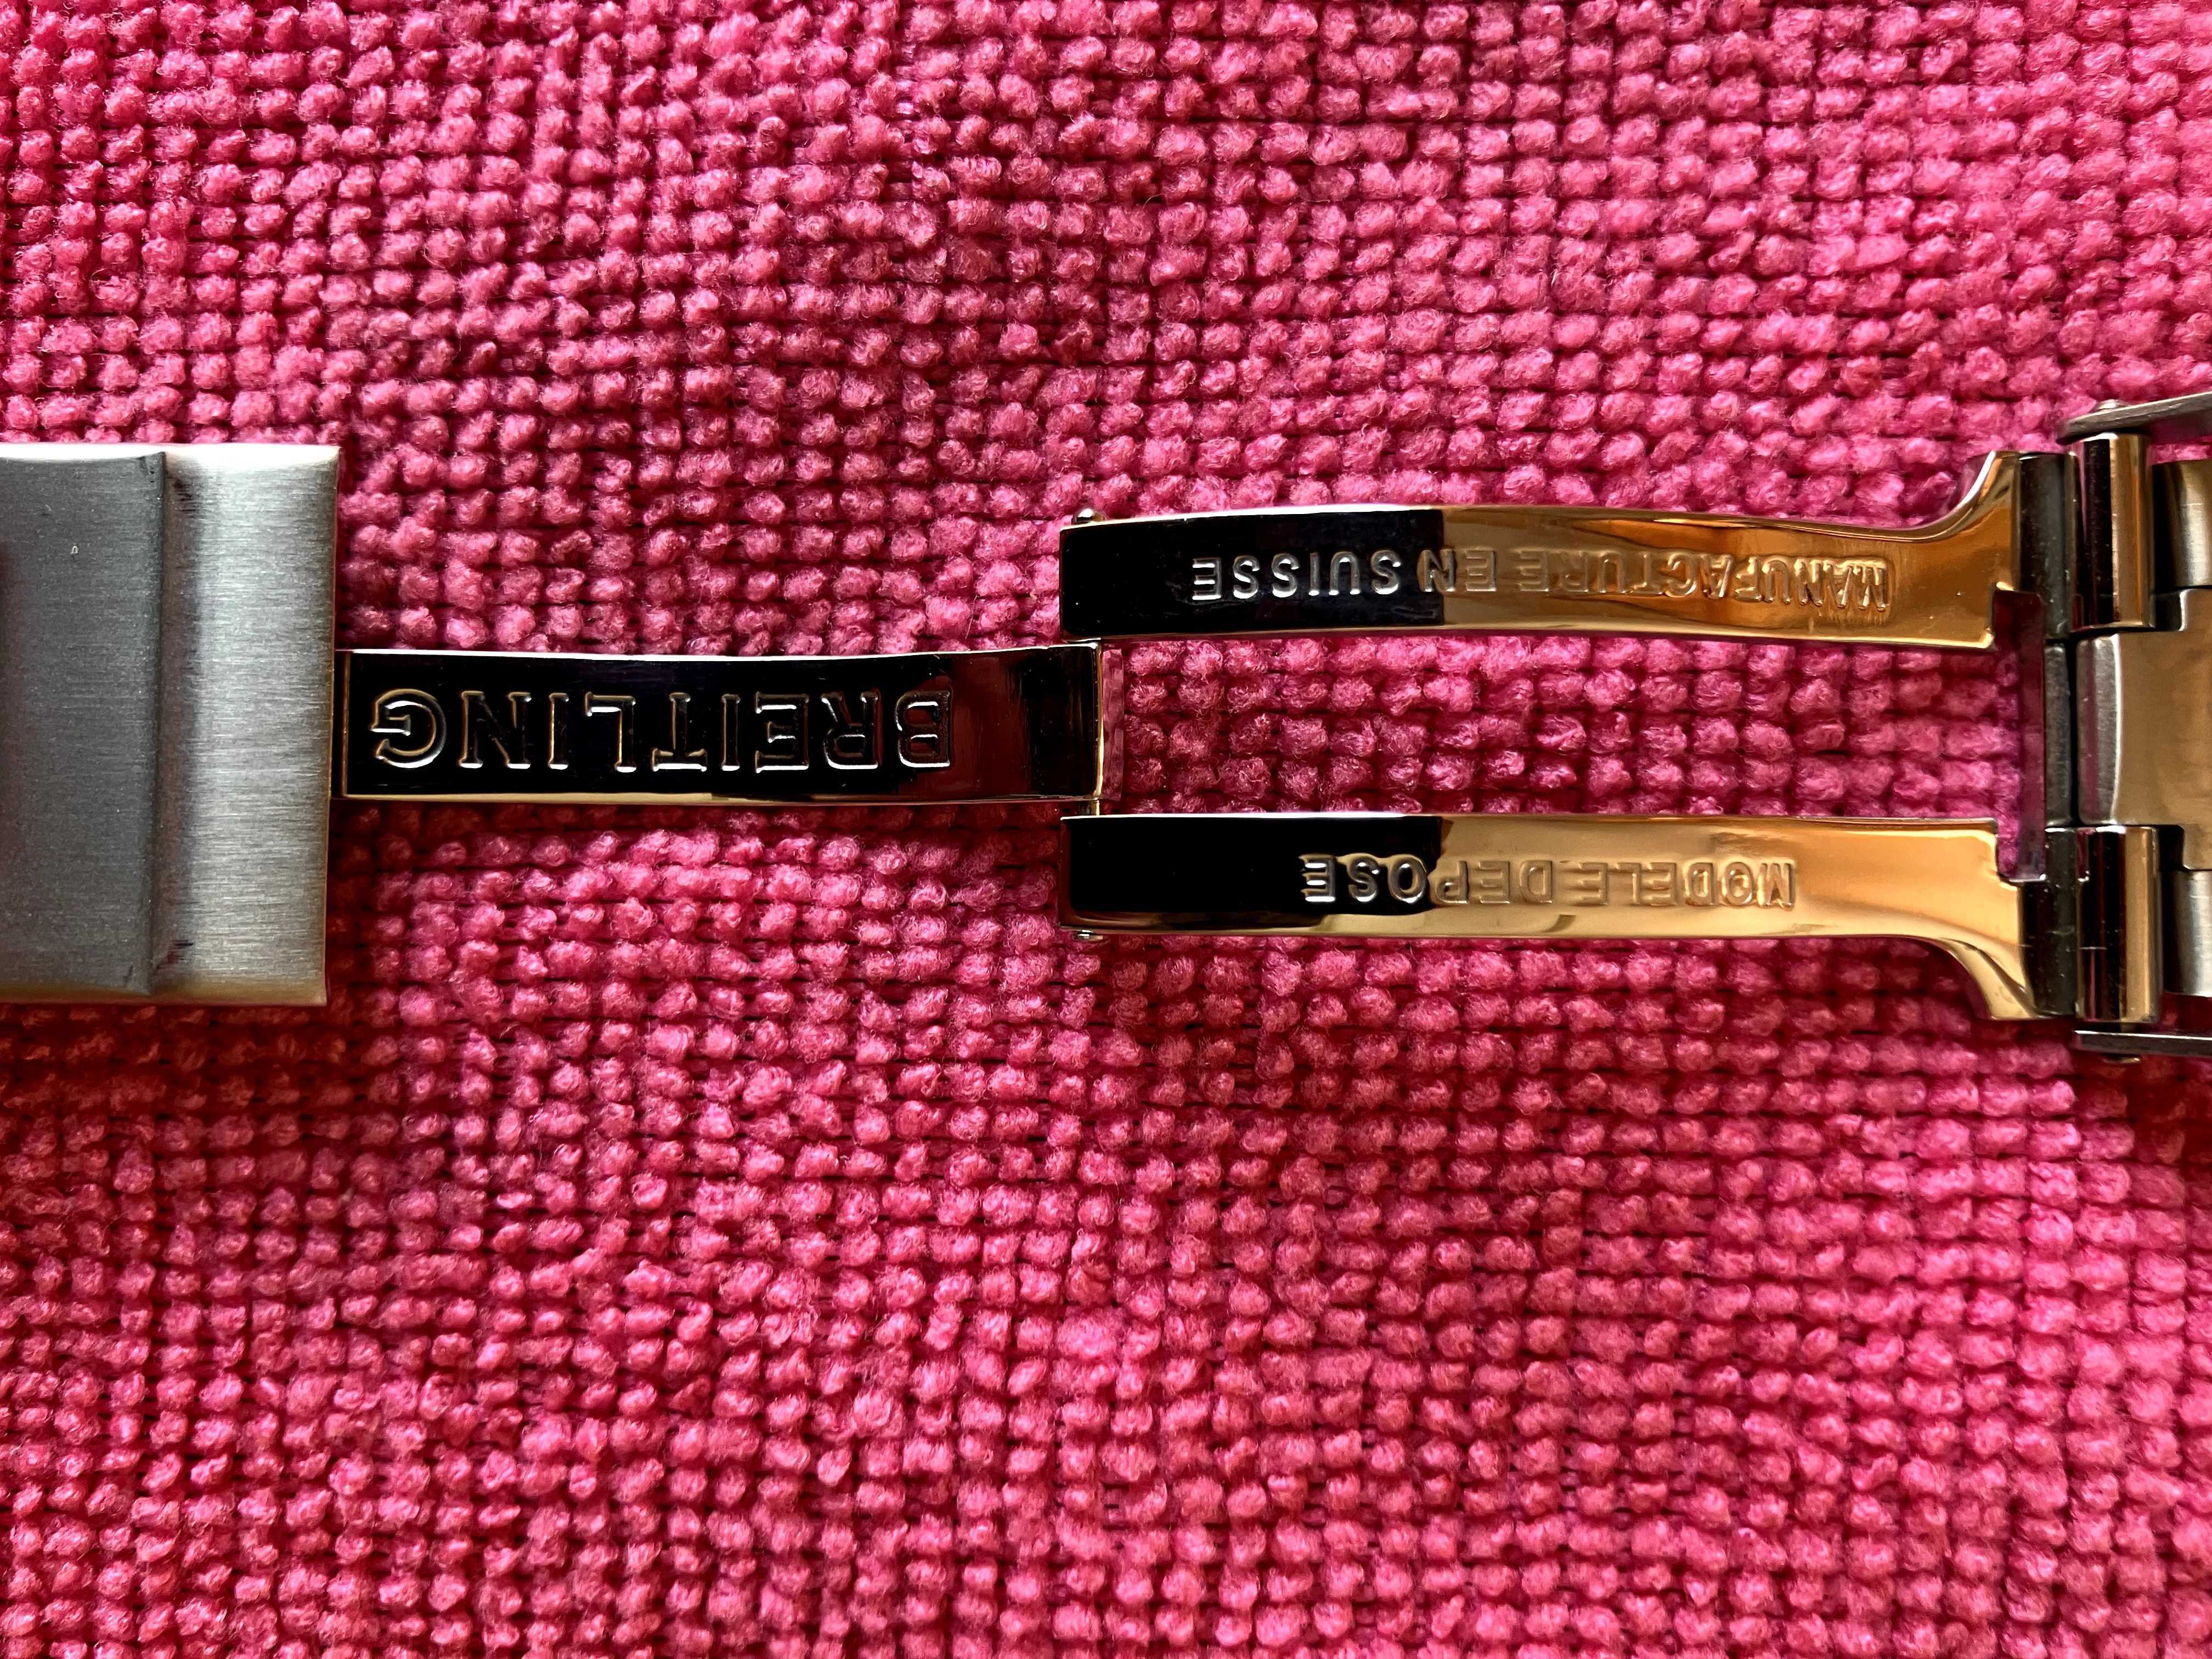 BREITLING
MODELE DEPOSE
MANUFACTURE EN SUISSE